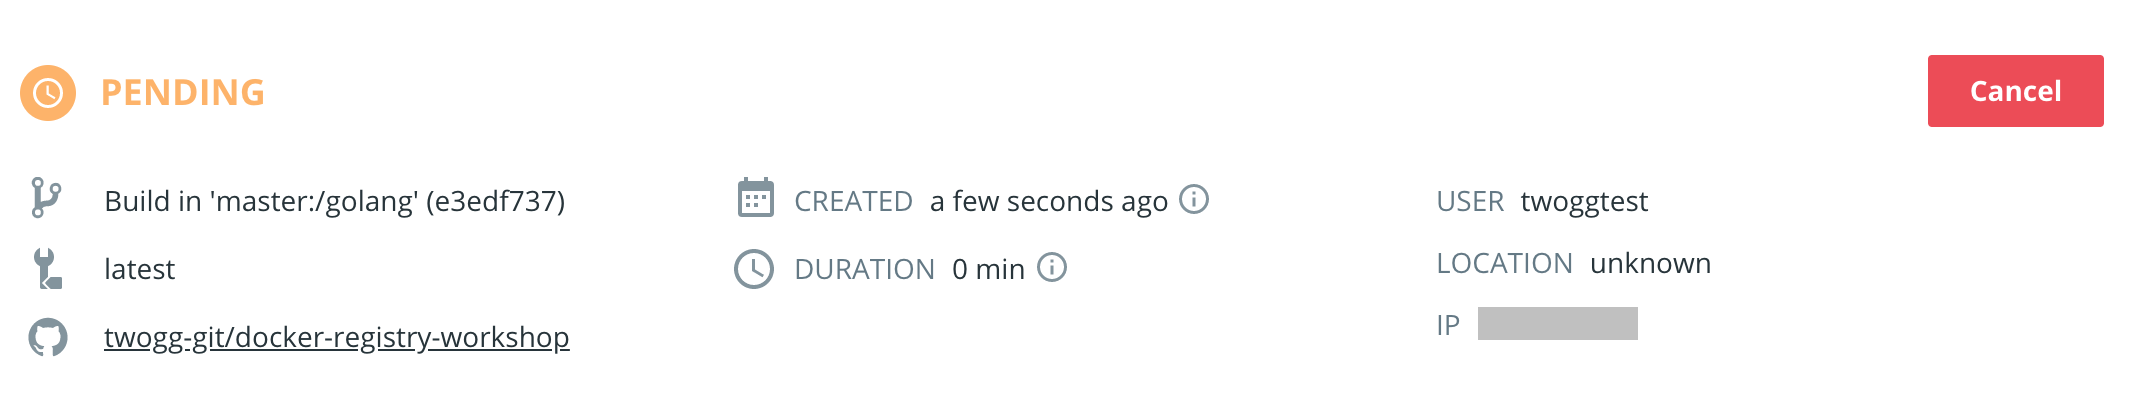 PENDING
Cancel
Build in 'master:/golang' (e3edf737)
latest
twogg-git/docker-registry-workshop
CREATED a few seconds ago
DURATION 0 min
USER twoggtest
LOCATION unknown
IP